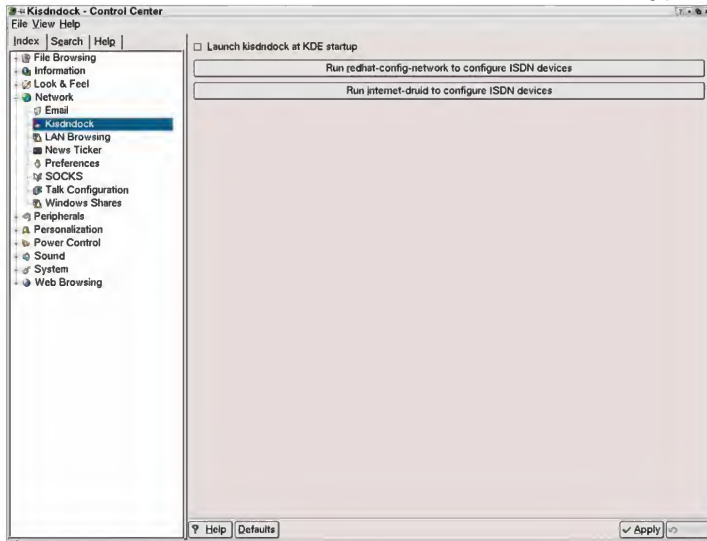 Kisdndock - Control Center
File View Help
Index Search Help
File Browsing
Information
Look & Feel
Network
Email
Kisdndock
LAN Browsing
News Ticker
Preferences
SOCKS
Talk Configuration
Windows Shares
Peripherals
Personalization
Power Control
Sound
System
Web Browsing
Launch kisdndock at KDE startup
Run redhat-config-network to configure ISDN devices
Run internet-druid to configure ISDN devices
? Help Defaults Apply